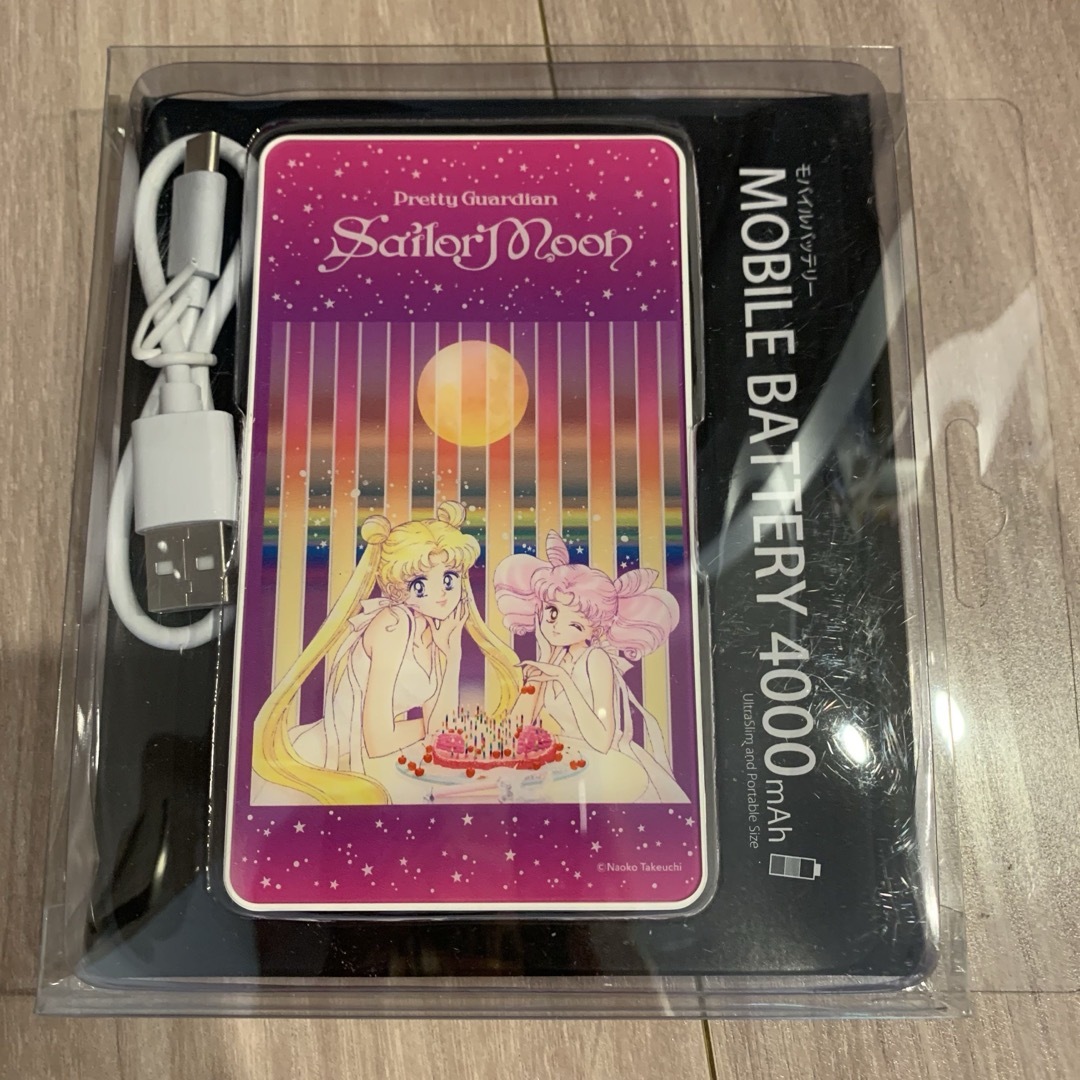 Pretty Guardian
Sailor Moon
©Naoko Takeuchi
モバイルバッテリー
MOBILE BATTERY 4000mAh
UltraSlim and Portable Size